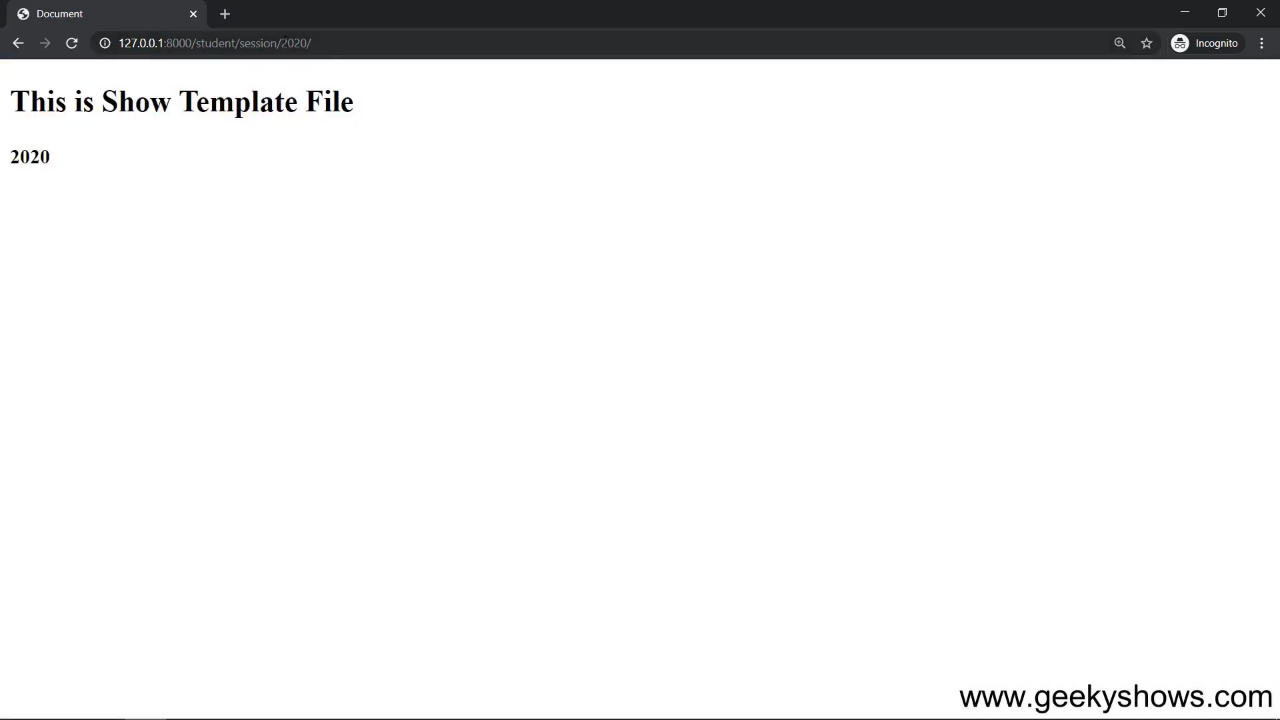 Document
127.0.0.1:8000/student/session/2020/
Incognito
This is Show Template File
2020
www.geekyshows.com